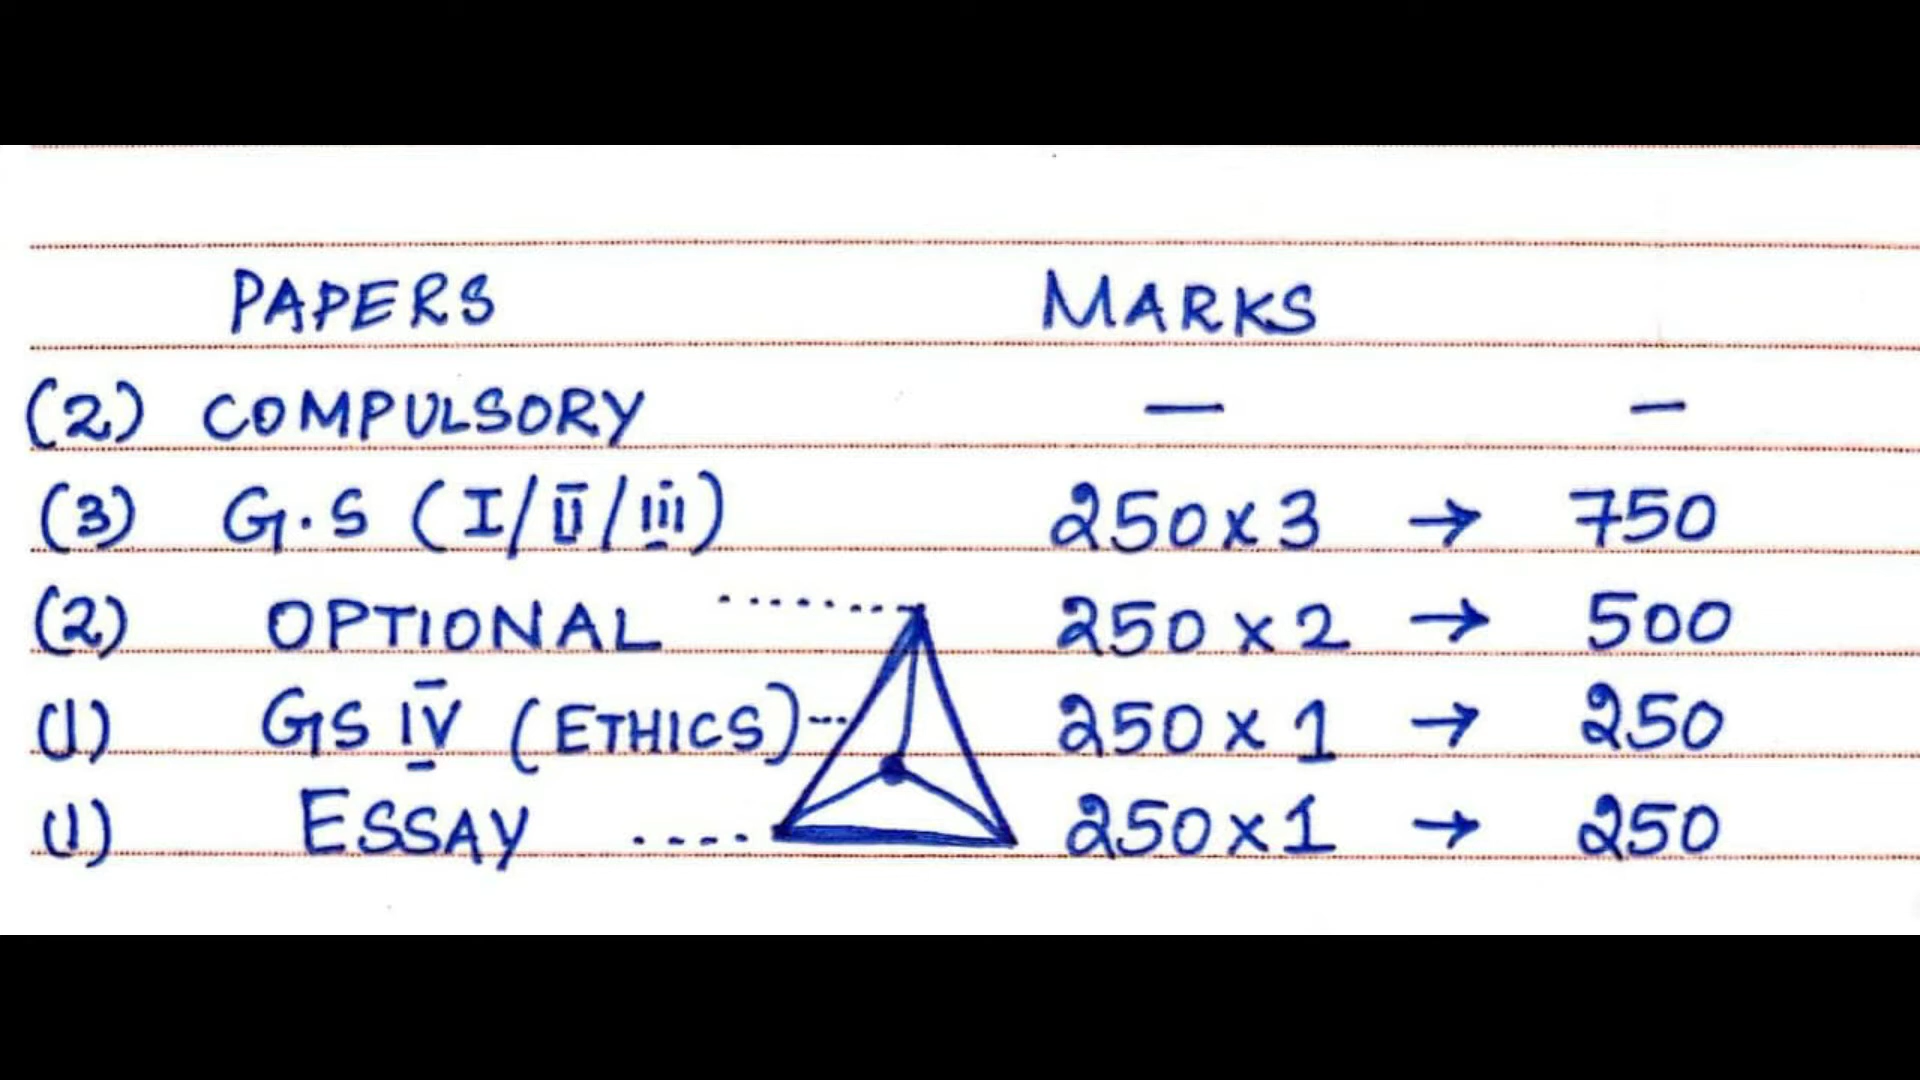 PAPERS MARKS
(2) COMPULSORY — —
(3) G.S (I/II/III) 250x3 → 750
(2) OPTIONAL 250x2 → 500
(1) GS IV (ETHICS) 250x1 → 250
(1) ESSAY 250x1 → 250